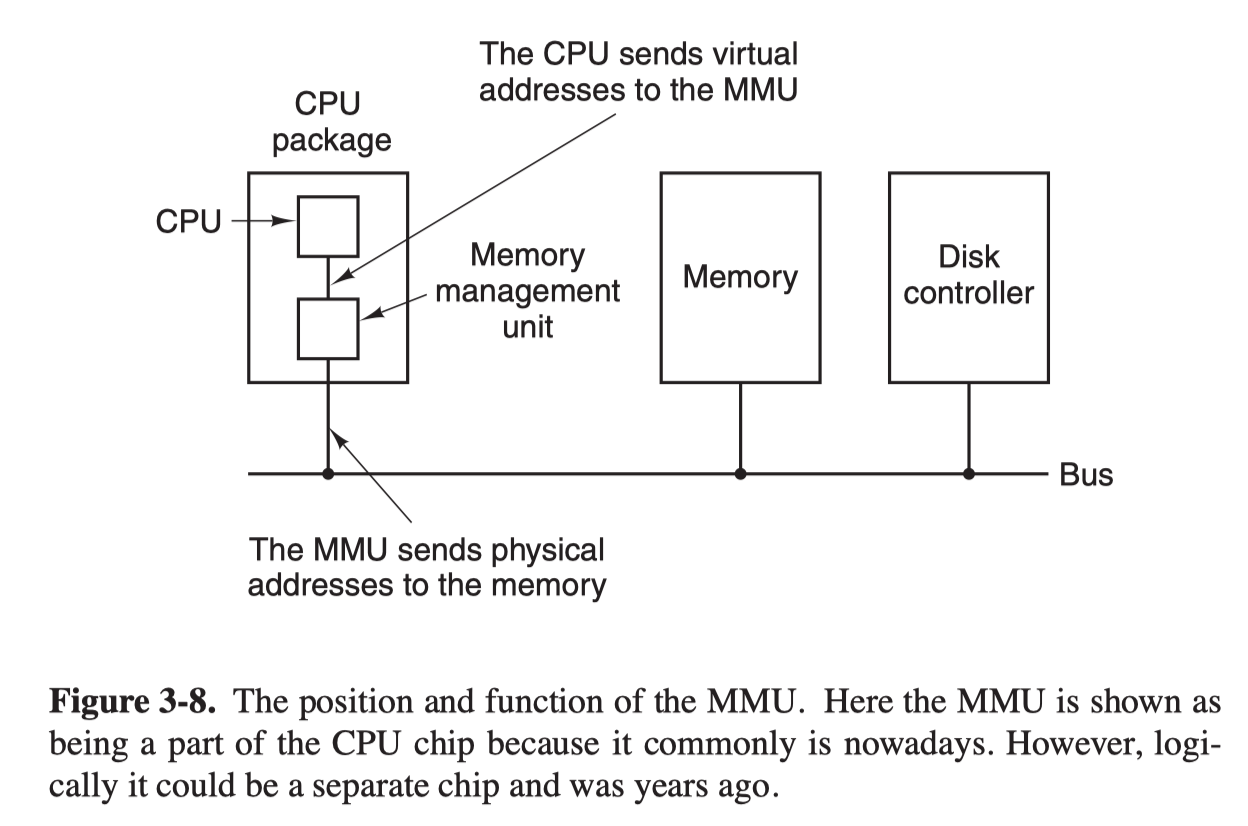 The CPU sends virtual
addresses to the MMU
CPU
package
CPU
Memory
management
unit
Memory
Disk
controller
Bus
The MMU sends physical
addresses to the memory
Figure 3-8. The position and function of the MMU. Here the MMU is shown as
being a part of the CPU chip because it commonly is nowadays. However, logi-
cally it could be a separate chip and was years ago.